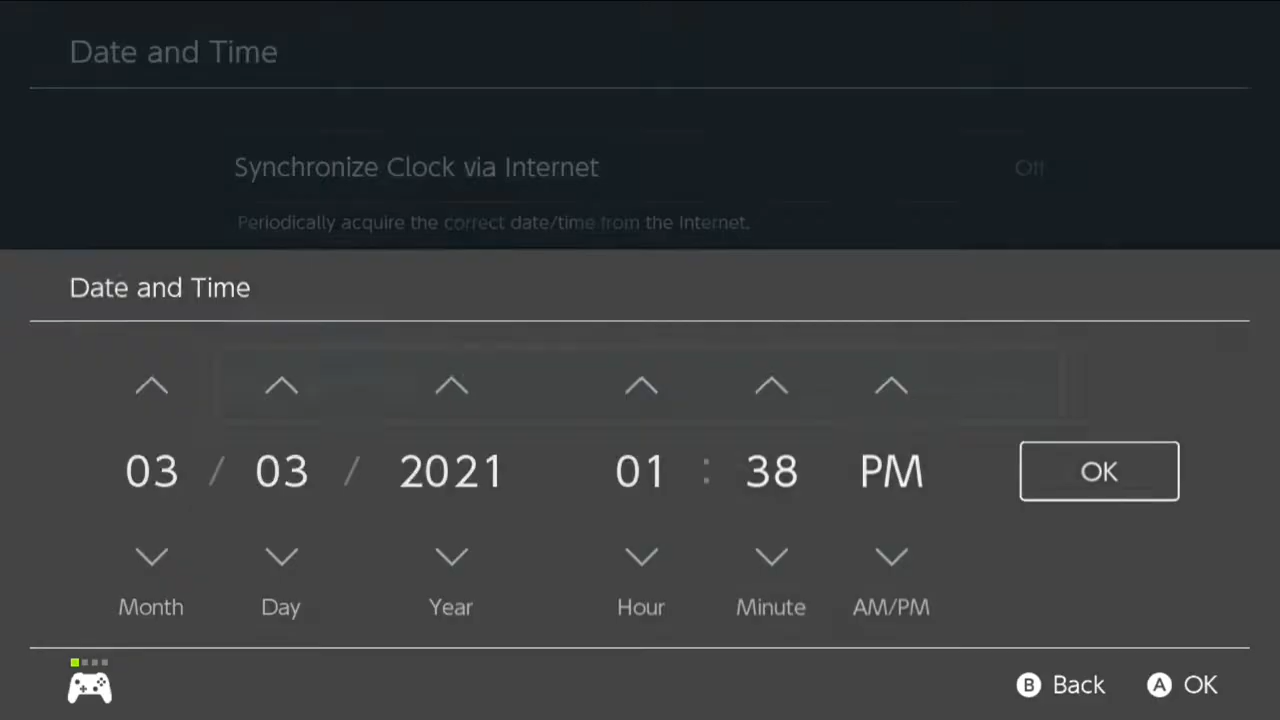 Date and Time
Synchronize Clock via Internet Off
Periodically acquire the correct date/time from the Internet.
Date and Time
03 / 03 / 2021 01 : 38 PM OK
Month Day Year Hour Minute AM/PM
B Back A OK